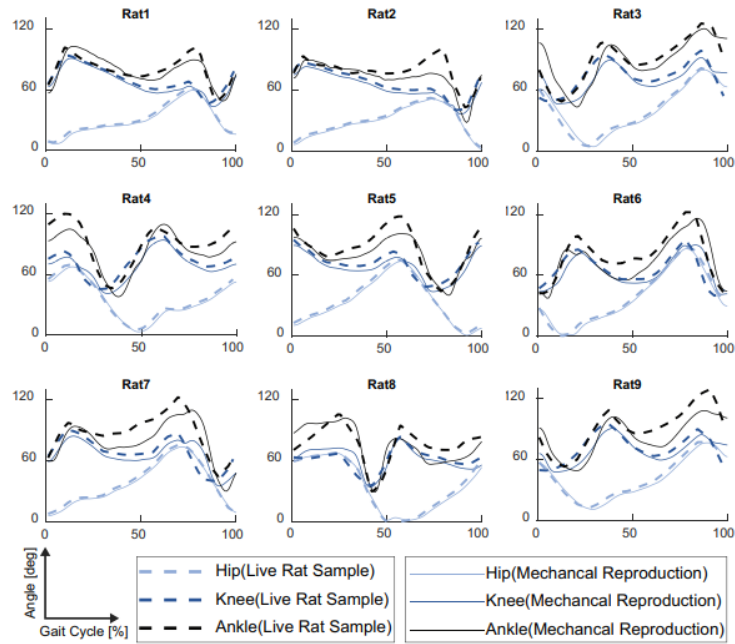 Rat1 Rat2 Rat3
120 120 120
60 60 60
0 0 0
0 50 100 0 50 100 0 50 100
Rat4 Rat5 Rat6
120 120 120
60 60 60
0 0 0
0 50 100 0 50 100 0 50 100
Rat7 Rat8 Rat9
120 120 120
60 60 60
0 0 0
0 50 100 0 50 100 0 50 100
Angle [deg]
Gait Cycle [%]
Hip(Live Rat Sample)
Knee(Live Rat Sample)
Ankle(Live Rat Sample)
Hip(Mechancal Reproduction)
Knee(Mechancal Reproduction)
Ankle(Mechancal Reproduction)